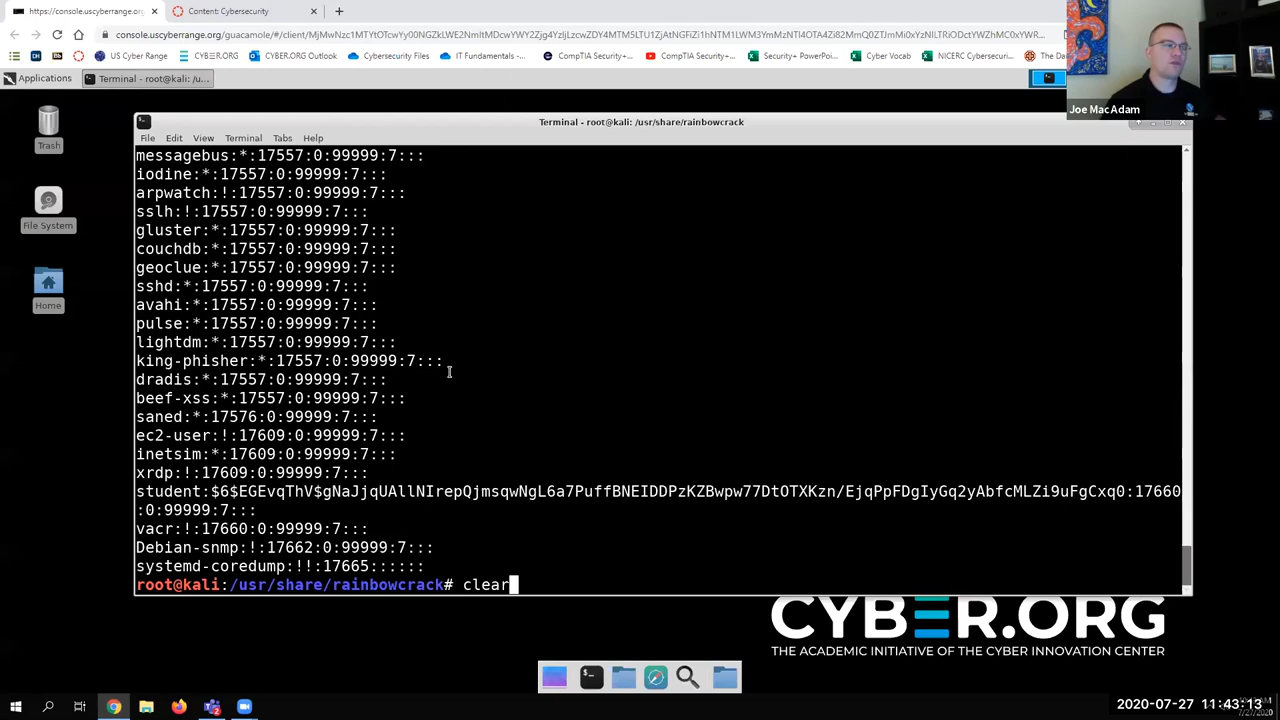 https://console.uscyberrange.org/
Content: Cybersecurity
US Cyber Range
CYBER.ORG
CYBER.ORG Outlook
Cybersecurity Files
IT Fundamentals -...
CompTIA Security+...
CompTIA Security+...
Security+ PowerPoi...
Cyber Vocab
NICERC Cybersecuri...
The Da
Applications
Terminal - root@kali: /u...
Joe Mac Adam
Trash
File System
Home
Terminal - root@kali: /usr/share/rainbowcrack
File Edit View Terminal Tabs Help
messagebus:*:17557:0:99999:7:::
iodine:*:17557:0:99999:7:::
arpwatch:!:17557:0:99999:7:::
sslh:!:17557:0:99999:7:::
gluster:*:17557:0:99999:7:::
couchdb:*:17557:0:99999:7:::
geoclue:*:17557:0:99999:7:::
sshd:*:17557:0:99999:7:::
avahi:*:17557:0:99999:7:::
pulse:*:17557:0:99999:7:::
lightdm:*:17557:0:99999:7:::
king-phisher:*:17557:0:99999:7:::
dradis:*:17557:0:99999:7:::
beef-xss:*:17557:0:99999:7:::
saned:*:17576:0:99999:7:::
ec2-user:!:17609:0:99999:7:::
inetsim:*:17609:0:99999:7:::
xrdp:!:17609:0:99999:7:::
student:$6$EGEvqThV$gNaJjqUAllNIrepQjmsqwNgL6a7PuffBNEIDDPzKZBwpw77DtOTXKzn/EjqPpFDgIyGq2yAbfcMLZi9uFgCxq0:17660
:0:99999:7:::
vacr:!:17660:0:99999:7:::
Debian-snmp:!:17662:0:99999:7:::
systemd-coredump:!!:17665::::::
root@kali:/usr/share/rainbowcrack# clear
CYBER.ORG
THE ACADEMIC INITIATIVE OF THE CYBER INNOVATION CENTER
2020-07-27 11:43:13